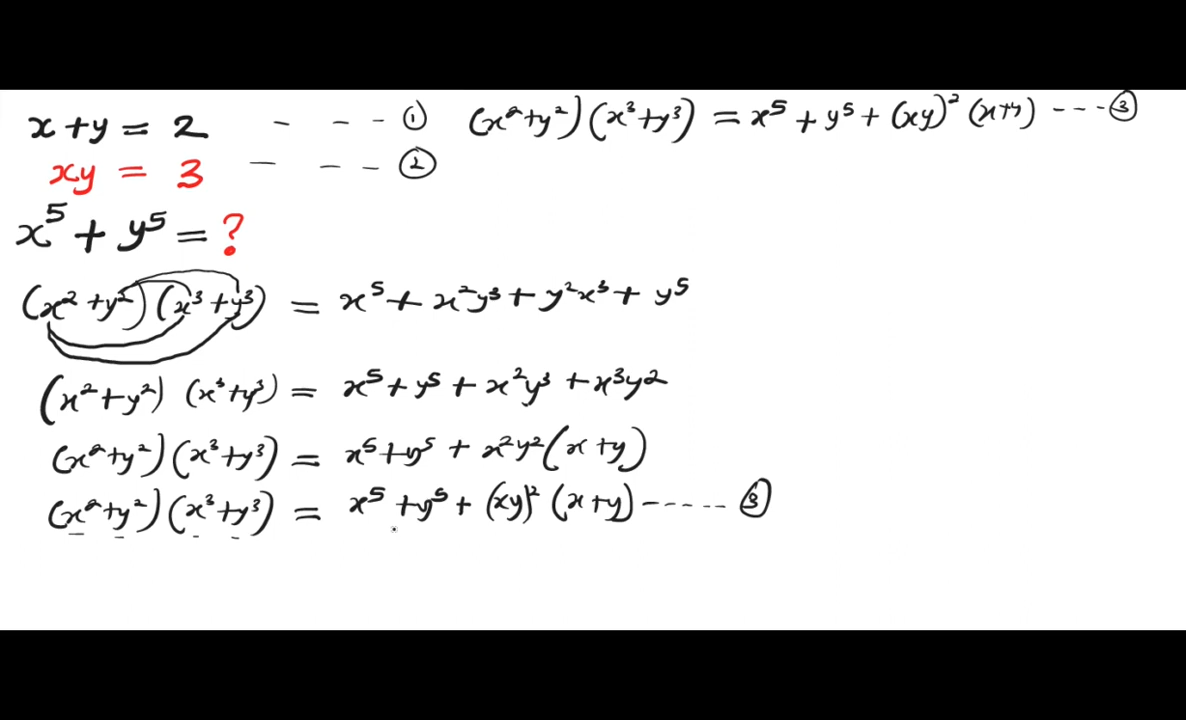 x + y = 2 - - - ①
xy = 3 - - - ②
x⁵ + y⁵ = ?
(x² + y²)(x³ + y³) = x⁵ + x²y³ + y²x³ + y⁵
(x² + y²) (x³ + y³) = x⁵ + y⁵ + x²y³ + x³y²
(x² + y²)(x³ + y³) = x⁵ + y⁵ + x²y²(x + y)
(x² + y²)(x³ + y³) = x⁵ + y⁵ + (xy)² (x + y) ------ ③
(x² + y²)(x³ + y³) = x⁵ + y⁵ + (xy)² (x + y) --- ③